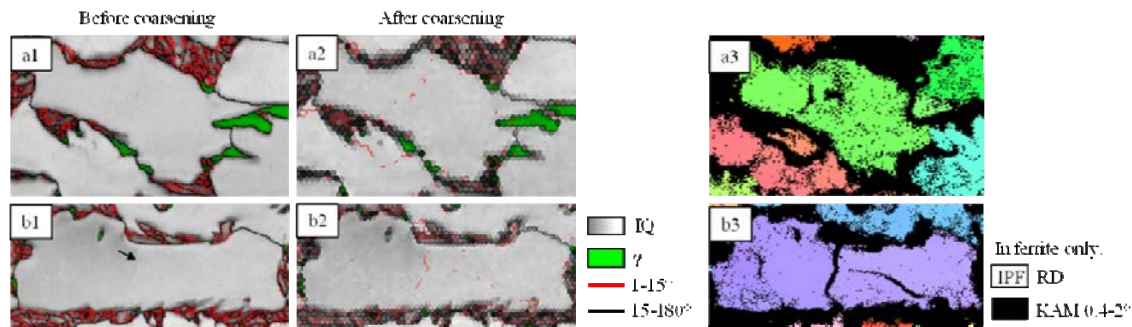 Before coarsening
After coarsening
a1
a2
a3
b1
b2
b3
IQ
γ
1-15°
15-180°
In ferrite only:
IPF RD
KAM 0.4-2°